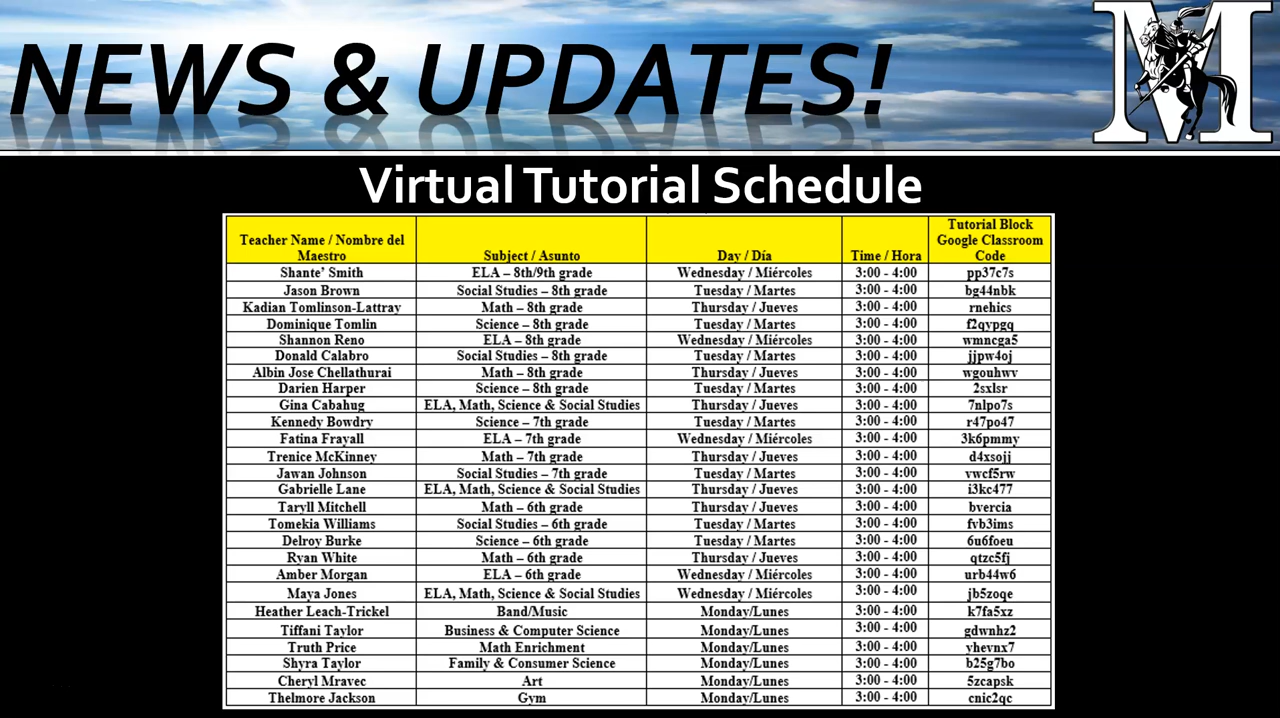 NEWS & UPDATES!
M
Virtual Tutorial Schedule
Teacher Name / Nombre del Maestro Subject / Asunto Day / Día Time / Hora Tutorial Block Google Classroom Code
Shante' Smith ELA – 8th/9th grade Wednesday / Miércoles 3:00 - 4:00 pp37c7s
Jason Brown Social Studies – 8th grade Tuesday / Martes 3:00 - 4:00 bg44nbk
Kadian Tomlinson-Lattray Math – 8th grade Thursday / Jueves 3:00 - 4:00 rnehics
Dominique Tomlin Science – 8th grade Tuesday / Martes 3:00 - 4:00 f2qypgq
Shannon Reno ELA – 8th grade Wednesday / Miércoles 3:00 - 4:00 wmncga5
Donald Calabro Social Studies – 8th grade Tuesday / Martes 3:00 - 4:00 jjpw4oj
Albin Jose Chellathurai Math – 8th grade Thursday / Jueves 3:00 - 4:00 wgouhwv
Darien Harper Science – 8th grade Tuesday / Martes 3:00 - 4:00 2sxlsr
Gina Cabahug ELA, Math, Science & Social Studies Thursday / Jueves 3:00 - 4:00 7nlpo7s
Kennedy Bowdry Science – 7th grade Tuesday / Martes 3:00 - 4:00 r47po47
Fatina Frayall ELA – 7th grade Wednesday / Miércoles 3:00 - 4:00 3k6pmmy
Trenice McKinney Math – 7th grade Thursday / Jueves 3:00 - 4:00 d4xsojj
Jawan Johnson Social Studies – 7th grade Tuesday / Martes 3:00 - 4:00 vwcf5rw
Gabrielle Lane ELA, Math, Science & Social Studies Thursday / Jueves 3:00 - 4:00 i3kc477
Taryll Mitchell Math – 6th grade Thursday / Jueves 3:00 - 4:00 bvercia
Tomekia Williams Social Studies – 6th grade Tuesday / Martes 3:00 - 4:00 fvb3ims
Delroy Burke Science – 6th grade Tuesday / Martes 3:00 - 4:00 6u6foeu
Ryan White Math – 6th grade Thursday / Jueves 3:00 - 4:00 qtzc5fj
Amber Morgan ELA – 6th grade Wednesday / Miércoles 3:00 - 4:00 urb44w6
Maya Jones ELA, Math, Science & Social Studies Wednesday / Miércoles 3:00 - 4:00 jb5zoqe
Heather Leach-Trickel Band/Music Monday/Lunes 3:00 - 4:00 k7fa5xz
Tiffani Taylor Business & Computer Science Monday/Lunes 3:00 - 4:00 gdwnhz2
Truth Price Math Enrichment Monday/Lunes 3:00 - 4:00 yhevnx7
Shyra Taylor Family & Consumer Science Monday/Lunes 3:00 - 4:00 b25g7bo
Cheryl Mravec Art Monday/Lunes 3:00 - 4:00 5zcapsk
Thelmore Jackson Gym Monday/Lunes 3:00 - 4:00 cnic2qc